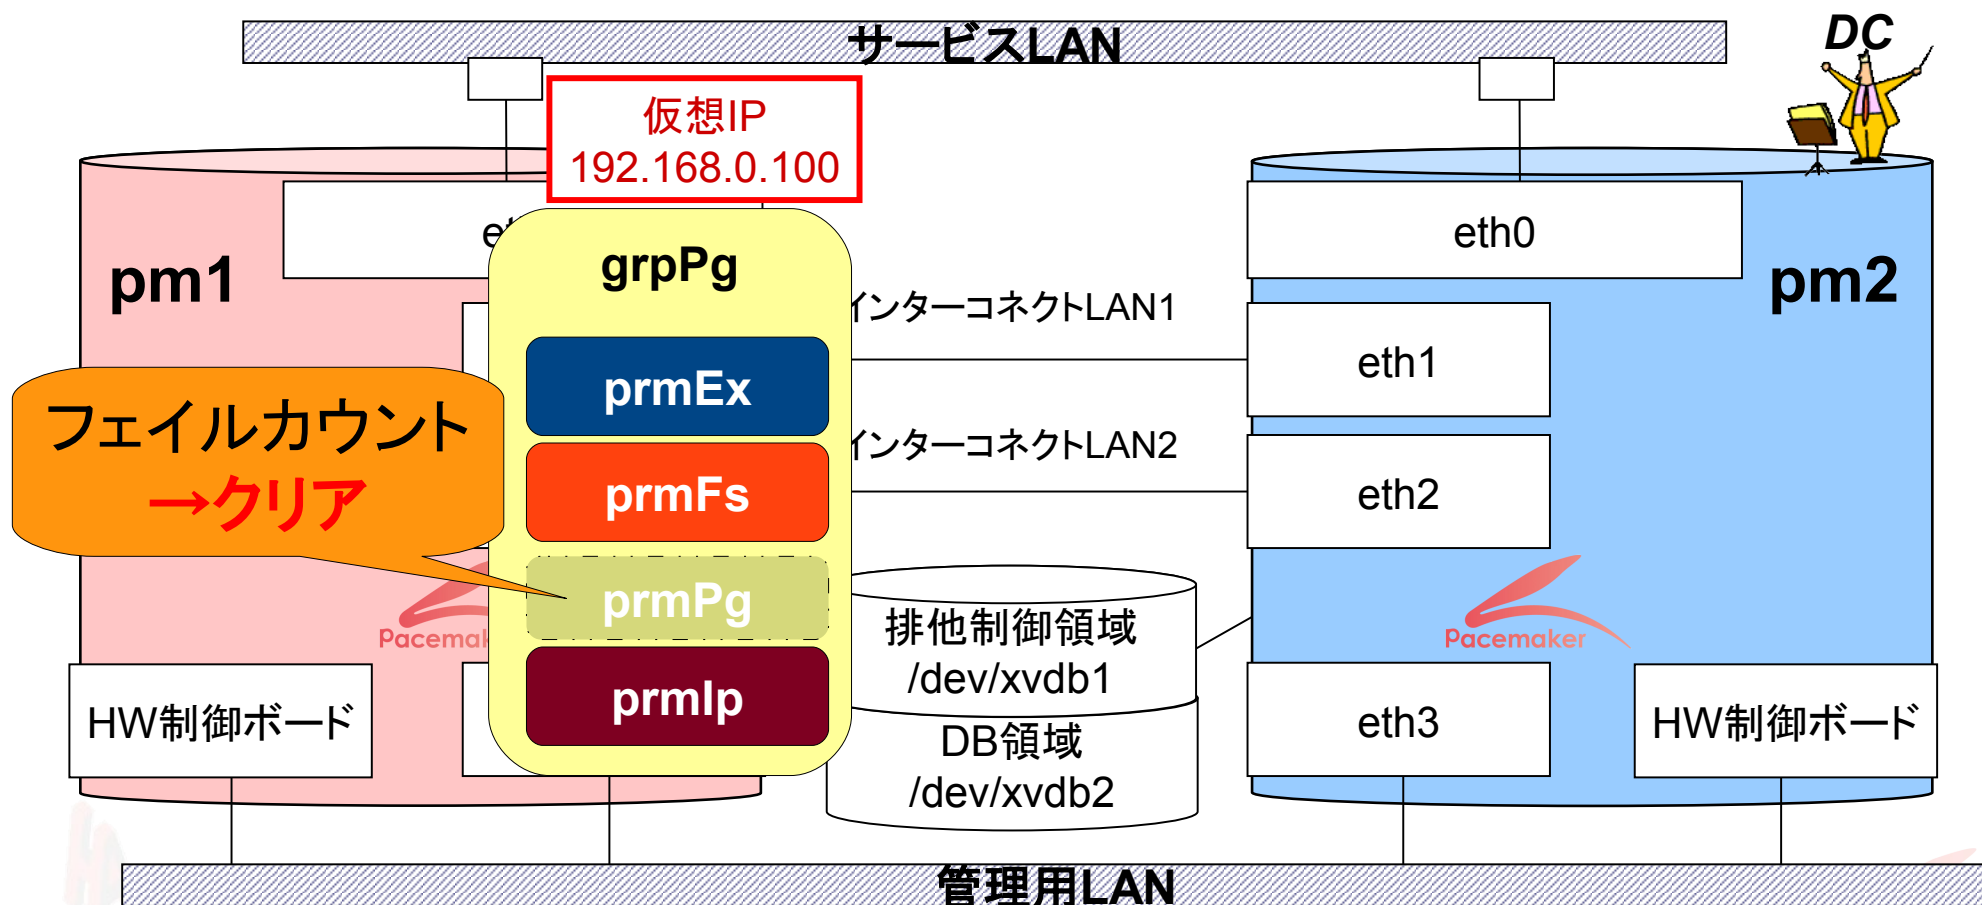 サービスLAN
DC
仮想IP
192.168.0.100
eth0
grpPg
pm1
pm2
インターコネクトLAN1
prmEx
eth1
フェイルカウント
→クリア
インターコネクトLAN2
prmFs
eth2
prmPg
排他制御領域
/dev/xvdb1
Pacemak
Pacemaker
prmIp
HW制御ボード
DB領域
/dev/xvdb2
eth3
HW制御ボード
管理用LAN